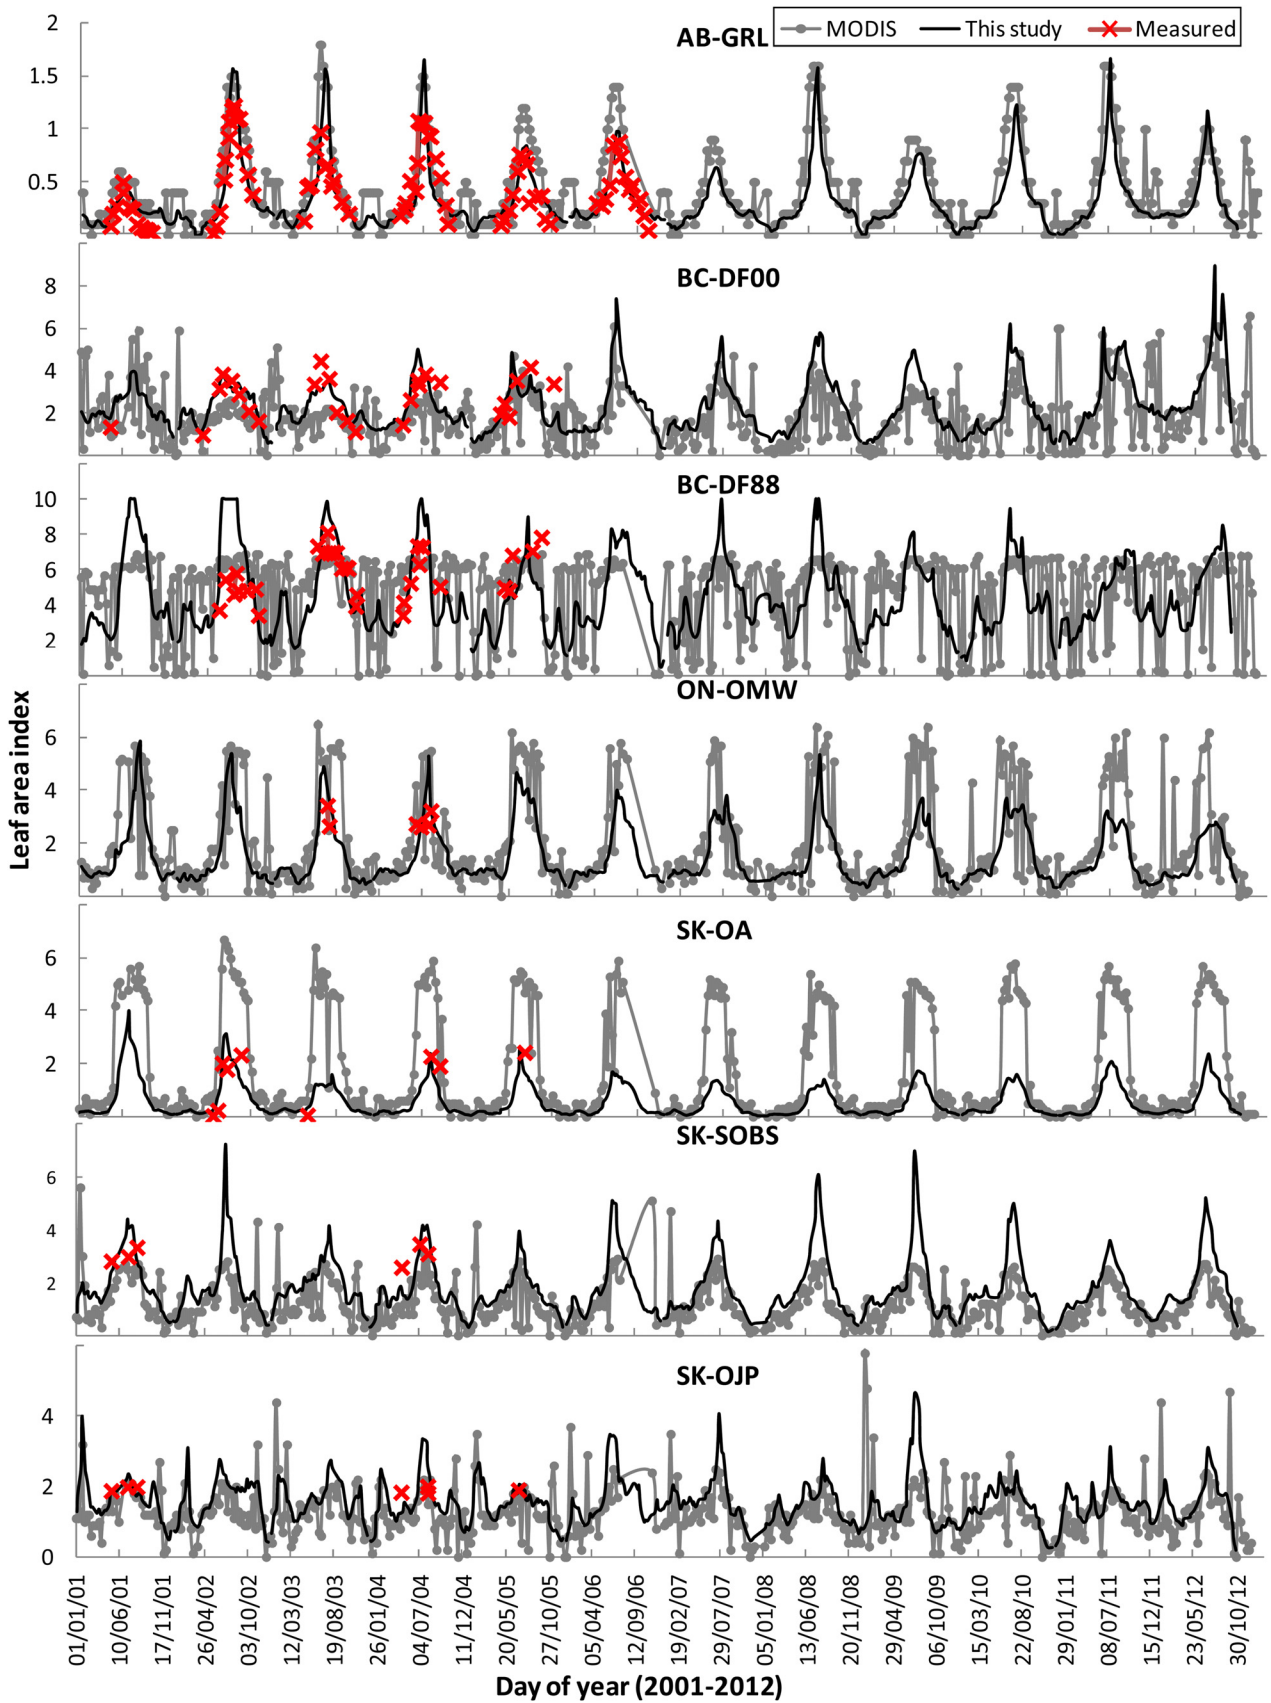 AB-GRL
MODIS This study Measured
2
1.5
1
0.5
BC-DF00
8
6
4
2
BC-DF88
10
8
6
4
2
ON-OMW
6
4
2
SK-OA
6
4
2
SK-SOBS
6
4
2
SK-OJP
4
2
0
Leaf area index
01/01/01 10/06/01 17/11/01 26/04/02 03/10/02 12/03/03 19/08/03 26/01/04 04/07/04 11/12/04 20/05/05 27/10/05 05/04/06 12/09/06 19/02/07 29/07/07 05/01/08 13/06/08 20/11/08 29/04/09 06/10/09 15/03/10 22/08/10 29/01/11 08/07/11 15/12/11 23/05/12 30/10/12
Day of year (2001-2012)